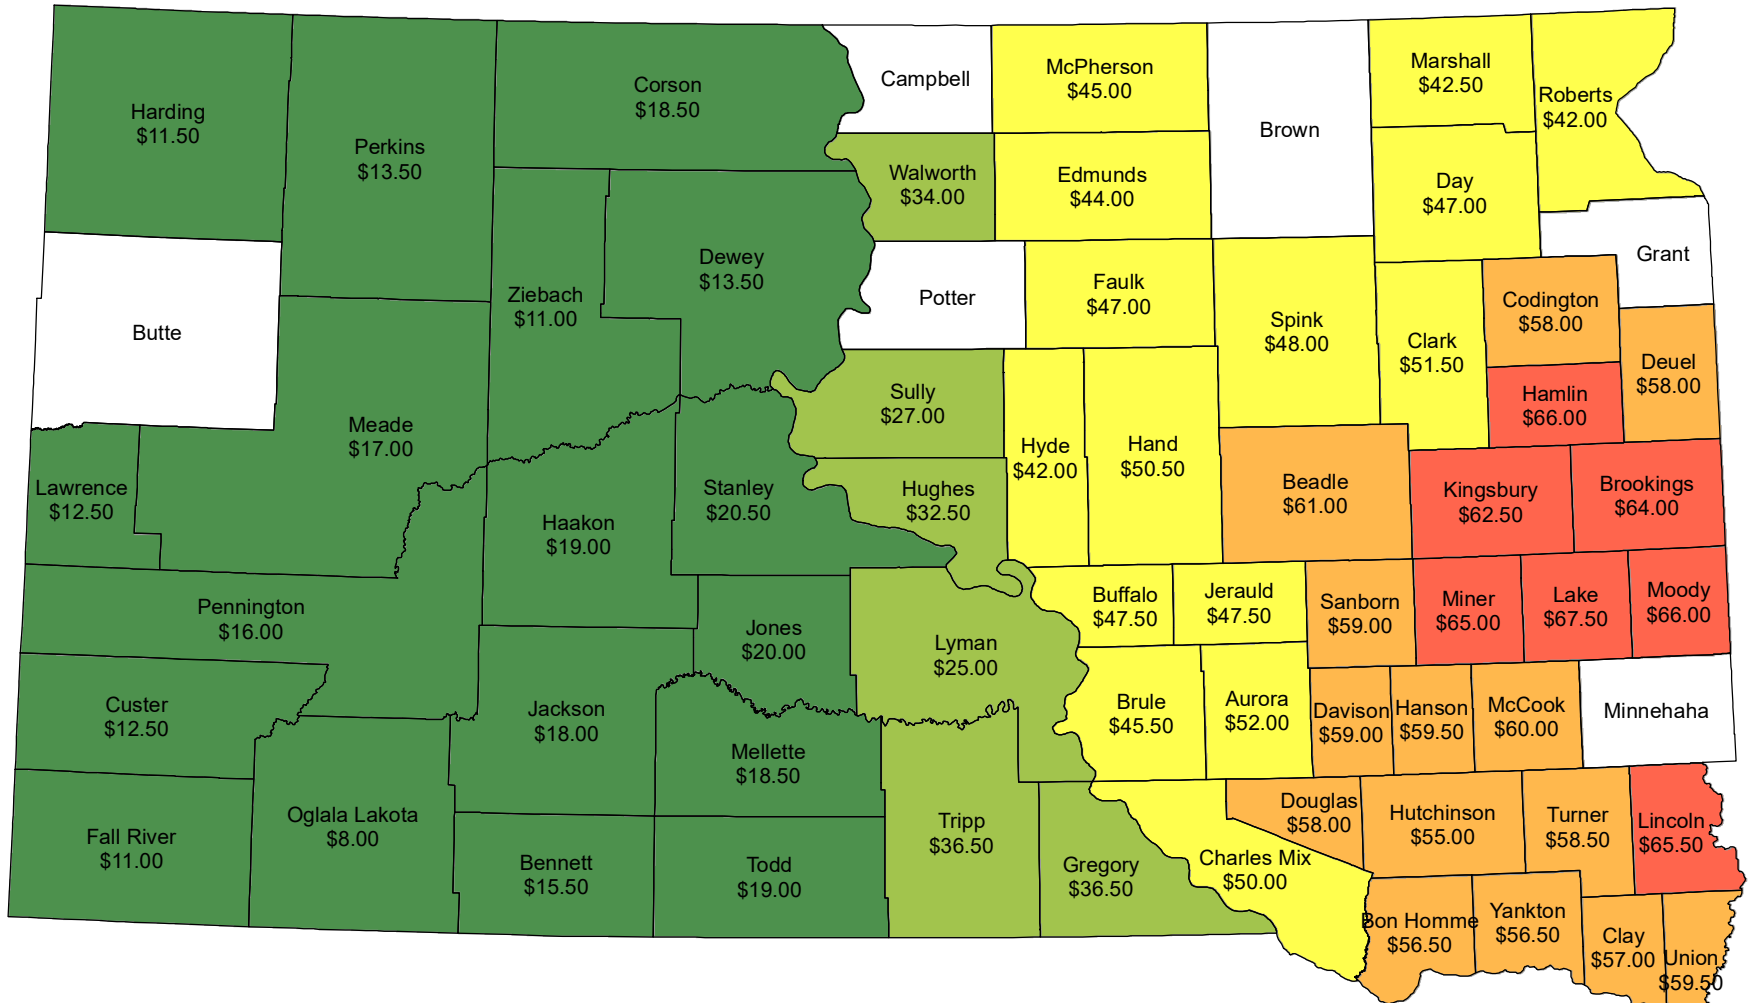 Harding
$11.50
Perkins
$13.50
Corson
$18.50
Campbell
McPherson
$45.00
Brown
Marshall
$42.50
Roberts
$42.00
Walworth
$34.00
Edmunds
$44.00
Day
$47.00
Butte
Ziebach
$11.00
Dewey
$13.50
Potter
Faulk
$47.00
Spink
$48.00
Clark
$51.50
Codington
$58.00
Grant
Deuel
$58.00
Hamlin
$66.00
Meade
$17.00
Sully
$27.00
Hyde
$42.00
Hand
$50.50
Lawrence
$12.50
Haakon
$19.00
Stanley
$20.50
Hughes
$32.50
Beadle
$61.00
Kingsbury
$62.50
Brookings
$64.00
Pennington
$16.00
Jones
$20.00
Lyman
$25.00
Buffalo
$47.50
Jerauld
$47.50
Sanborn
$59.00
Miner
$65.00
Lake
$67.50
Moody
$66.00
Custer
$12.50
Jackson
$18.00
Mellette
$18.50
Brule
$45.50
Aurora
$52.00
Davison
$59.00
Hanson
$59.50
McCook
$60.00
Minnehaha
Fall River
$11.00
Oglala Lakota
$8.00
Bennett
$15.50
Todd
$19.00
Tripp
$36.50
Gregory
$36.50
Charles Mix
$50.00
Douglas
$58.00
Hutchinson
$55.00
Turner
$58.50
Lincoln
$65.50
Bon Homme
$56.50
Yankton
$56.50
Clay
$57.00
Union
$59.50